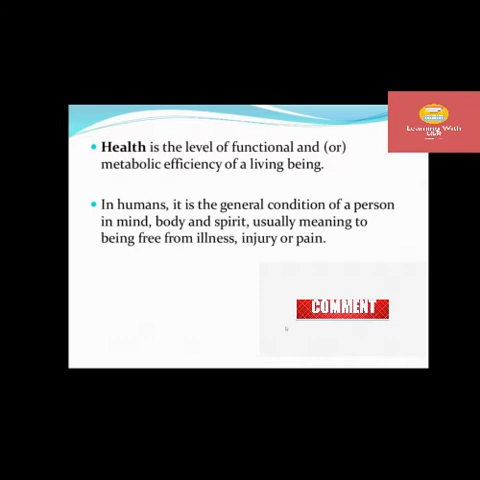 Health is the level of functional and (or)
metabolic efficiency of a living being.
In humans, it is the general condition of a person
in mind, body and spirit, usually meaning to
being free from illness, injury or pain.
Learning With
COMMENT